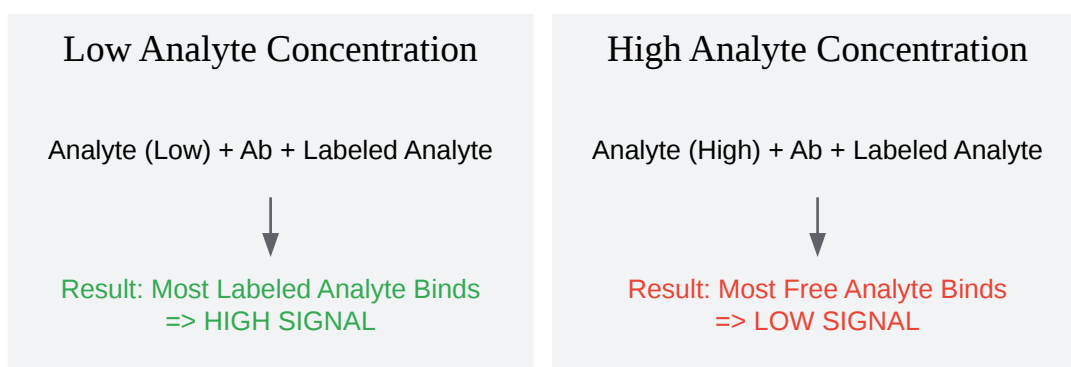 Low Analyte Concentration
Analyte (Low) + Ab + Labeled Analyte
Result: Most Labeled Analyte Binds
=> HIGH SIGNAL
High Analyte Concentration
Analyte (High) + Ab + Labeled Analyte
Result: Most Free Analyte Binds
=> LOW SIGNAL